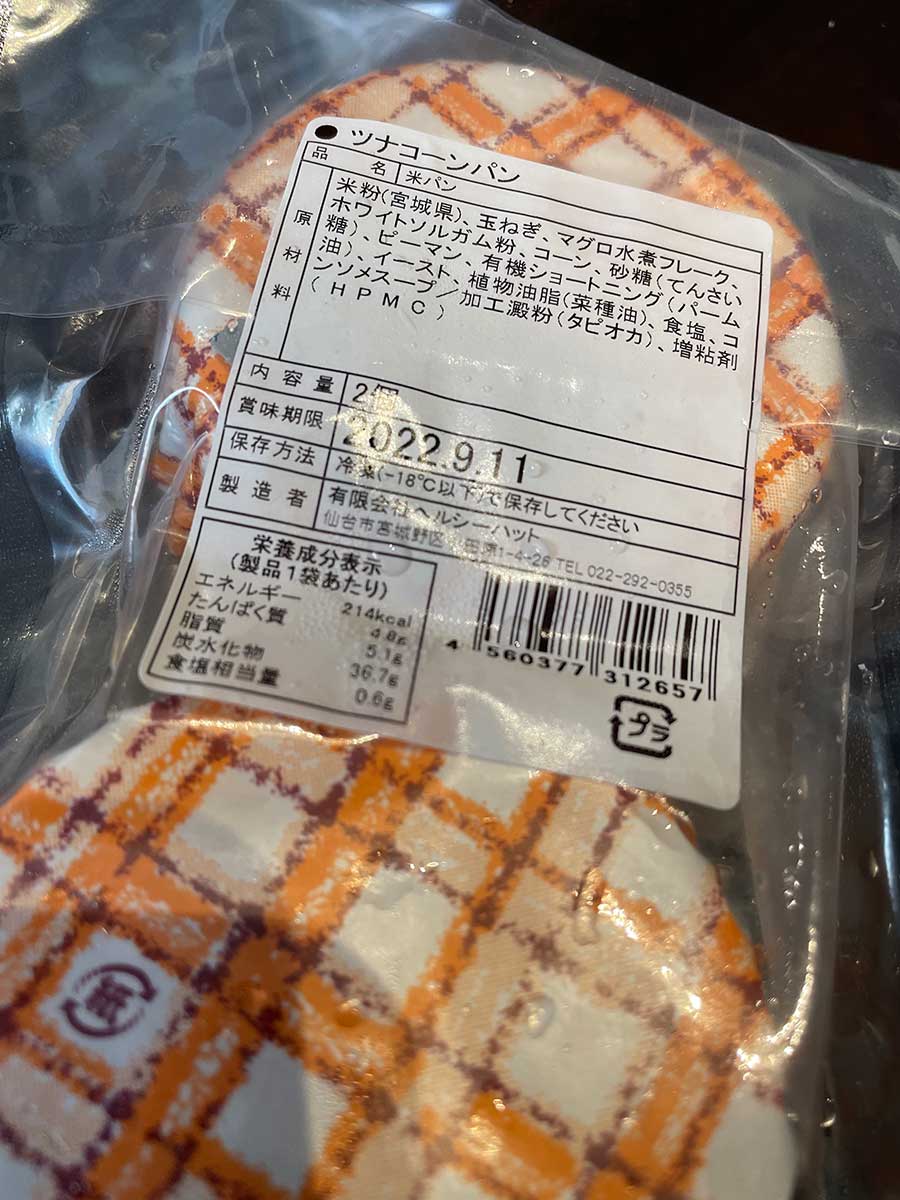 ●ツナコーンパン
品名 米パン
原材料
米粉(宮城県)、玉ねぎ、マグロ水煮フレーク、
ホワイトソルガム粉、コーン、砂糖(てんさい
糖)、ピーマン、有機ショートニング(パーム
油)、イースト、植物油脂(菜種油)、食塩、コ
ンソメスープ/加工澱粉(タピオカ)、増粘剤
(HPMC)
内容量 2個
賞味期限 2022.9.11
保存方法 冷凍(-18℃以下)で保存してください
製造者 有限会社ヘルシーハット
仙台市宮城野区 1-4-26 TEL 022-292-0355
栄養成分表示
(製品1袋あたり)
エネルギー 214kcal
たんぱく質 4.8g
脂質 5.1g
炭水化物 36.7g
食塩相当量 0.6g
4 560377 312657
プラ
紙